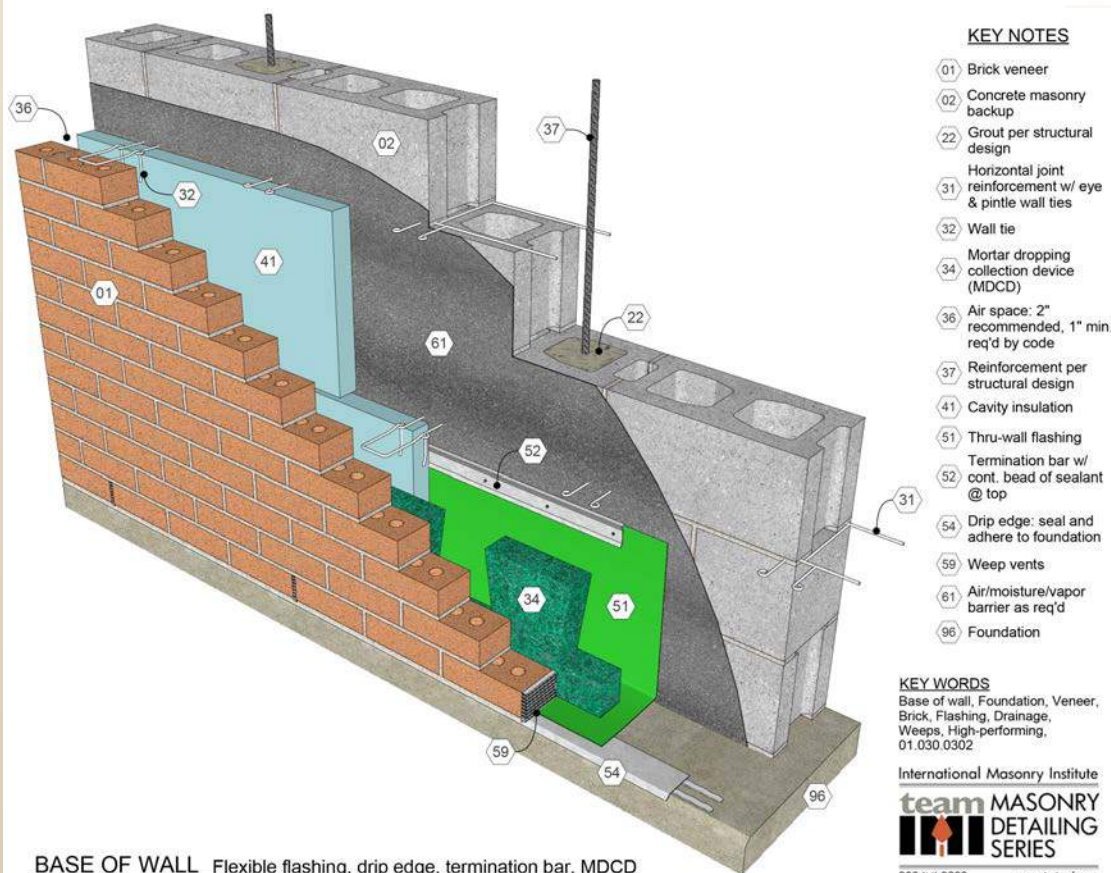 KEY NOTES
01 Brick veneer
02 Concrete masonry
backup
22 Grout per structural
design
31 Horizontal joint
reinforcement w/ eye
& pintle wall ties
32 Wall tie
34 Mortar dropping
collection device
(MDCD)
36 Air space: 2"
recommended, 1" min.
req'd by code
37 Reinforcement per
structural design
41 Cavity insulation
51 Thru-wall flashing
52 Termination bar w/
cont. bead of sealant
@ top
54 Drip edge: seal and
adhere to foundation
59 Weep vents
61 Air/moisture/vapor
barrier as req'd
96 Foundation
36
02
37
32
41
01
22
61
52
31
34
51
59
54
96
KEY WORDS
Base of wall, Foundation, Veneer,
Brick, Flashing, Drainage,
Weeps, High-performing,
01.030.0302
International Masonry Institute
team MASONRY
DETAILING
SERIES
BASE OF WALL Flexible flashing, drip edge, termination bar, MDCD